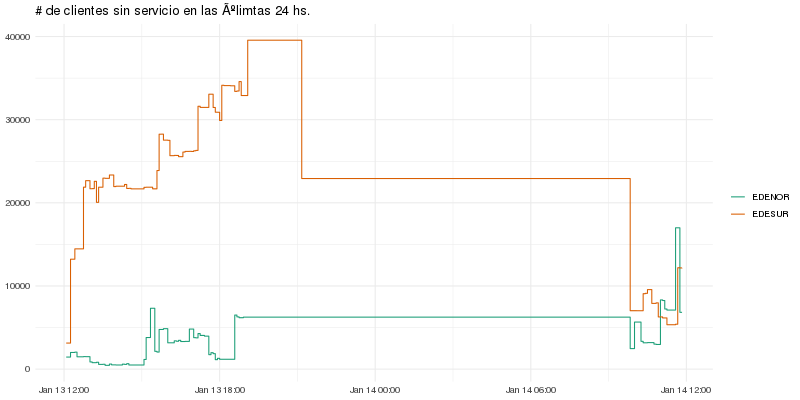 # de clientes sin servicio en las Ãºlimtas 24 hs.
40000
30000
20000
10000
0
Jan 13 12:00
Jan 13 18:00
Jan 14 00:00
Jan 14 06:00
Jan 14 12:00
EDENOR
EDESUR